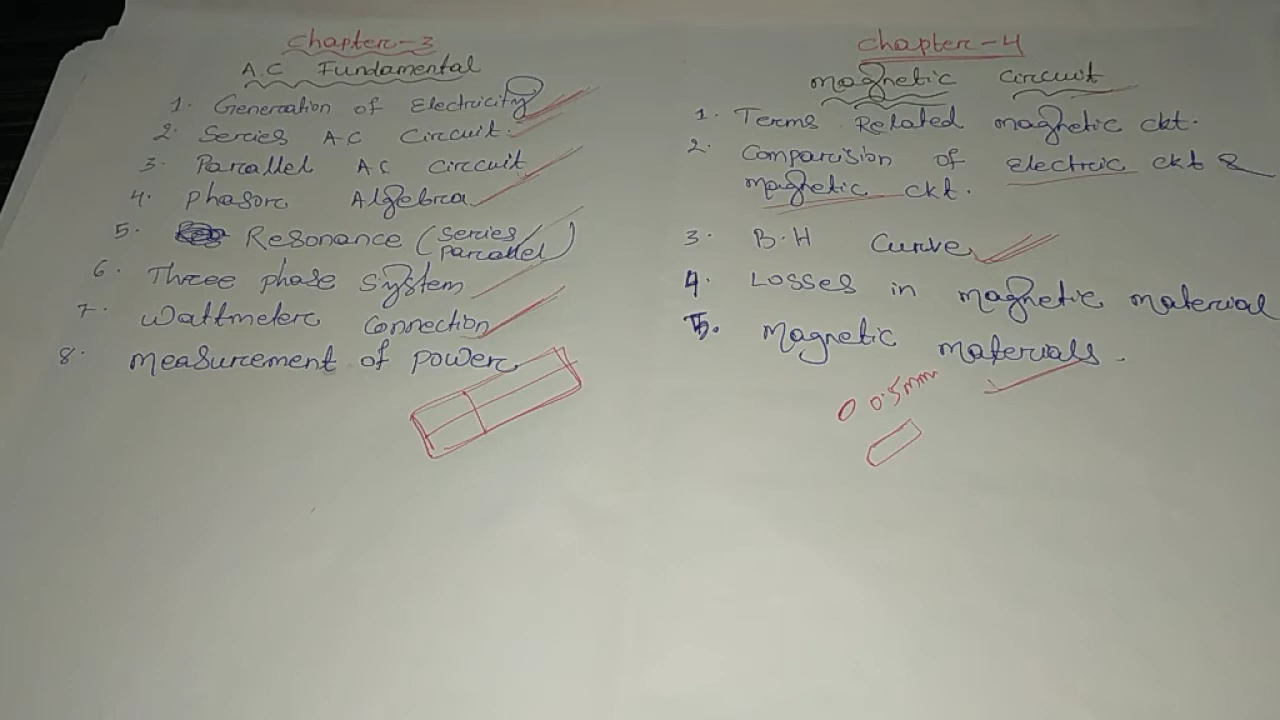 Chapter-3
A.C Fundamental
1. Generation of Electricity
2. Series A-C Circuit.
3. Parallel AC Circuit
4. Phasor Algebra
5. Resonance (Series/
Parallel)
6. Three phase System
7. Wattmeter Connection
8. Measurement of power
Chapter-4
Magnetic Circuit
1. Terms Related magnetic ckt.
2. Comparision of electric ckt &
magnetic ckt.
3. B.H Curve
4. Losses in magnetic material
5. Magnetic materials.
0 0.5mm